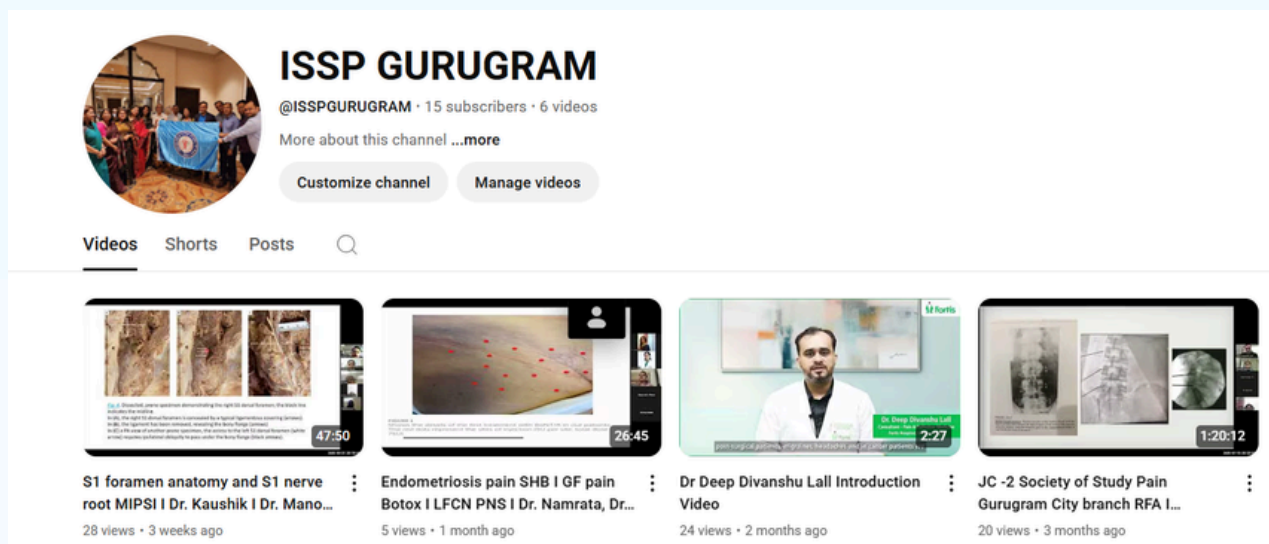 ISSP GURUGRAM
@ISSPGURUGRAM · 15 subscribers · 6 videos
More about this channel ...more
Customize channel Manage videos
Videos Shorts Posts
47:50
26:45
fortis
Dr. Deep Divanshu Lall
2:27
1:20:12
S1 foramen anatomy and S1 nerve
root MIPSI I Dr. Kaushik I Dr. Mano...
28 views • 3 weeks ago
Endometriosis pain SHB I GF pain
Botox I LFCN PNS I Dr. Namrata, Dr...
5 views • 1 month ago
Dr Deep Divanshu Lall Introduction
Video
24 views • 2 months ago
JC -2 Society of Study Pain
Gurugram City branch RFA I...
20 views • 3 months ago